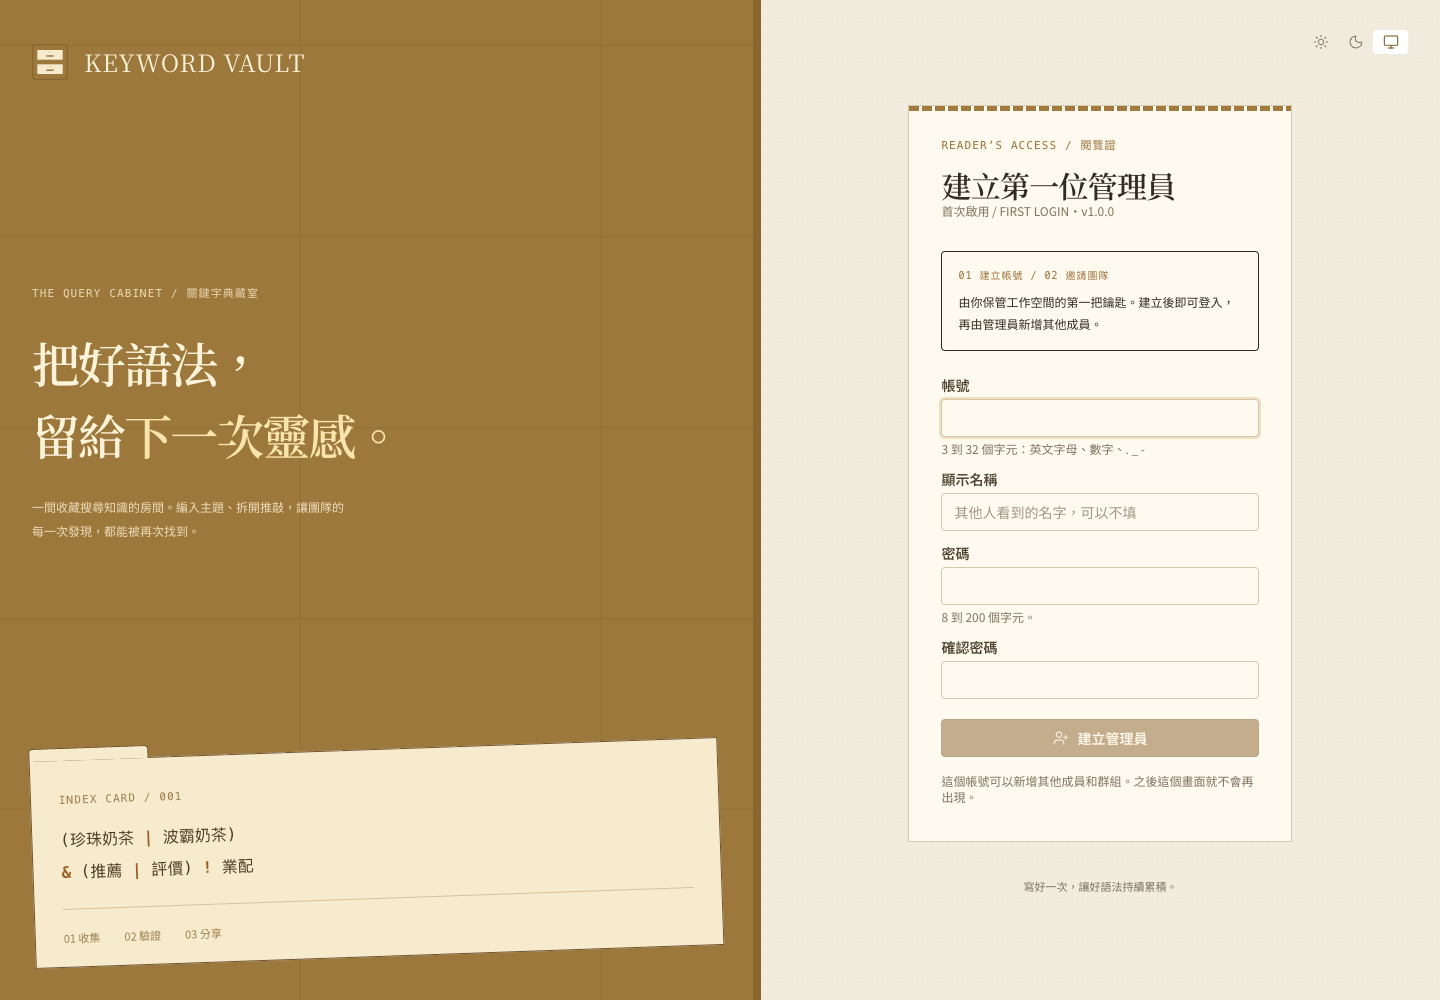 KEYWORD VAULT
THE QUERY CABINET / 關鍵字典藏室
把好語法，
留給下一次靈感。
一間收藏搜尋知識的房間。編入主題、拆開推敲，讓團隊的
每一次發現，都能被再次找到。
INDEX CARD / 001
(珍珠奶茶 | 波霸奶茶)
& (推薦 | 評價) ! 業配
01 收集 02 驗證 03 分享
READER’S ACCESS / 閱覽證
建立第一位管理員
首次啟用 / FIRST LOGIN・v1.0.0
01 建立帳號 / 02 邀請團隊
由你保管工作空間的第一把鑰匙。建立後即可登入，
再由管理員新增其他成員。
帳號
3 到 32 個字元：英文字母、數字、. _ -
顯示名稱
其他人看到的名字，可以不填
密碼
8 到 200 個字元。
確認密碼
建立管理員
這個帳號可以新增其他成員和群組。之後這個畫面就不會再
出現。
寫好一次，讓好語法持續累積。